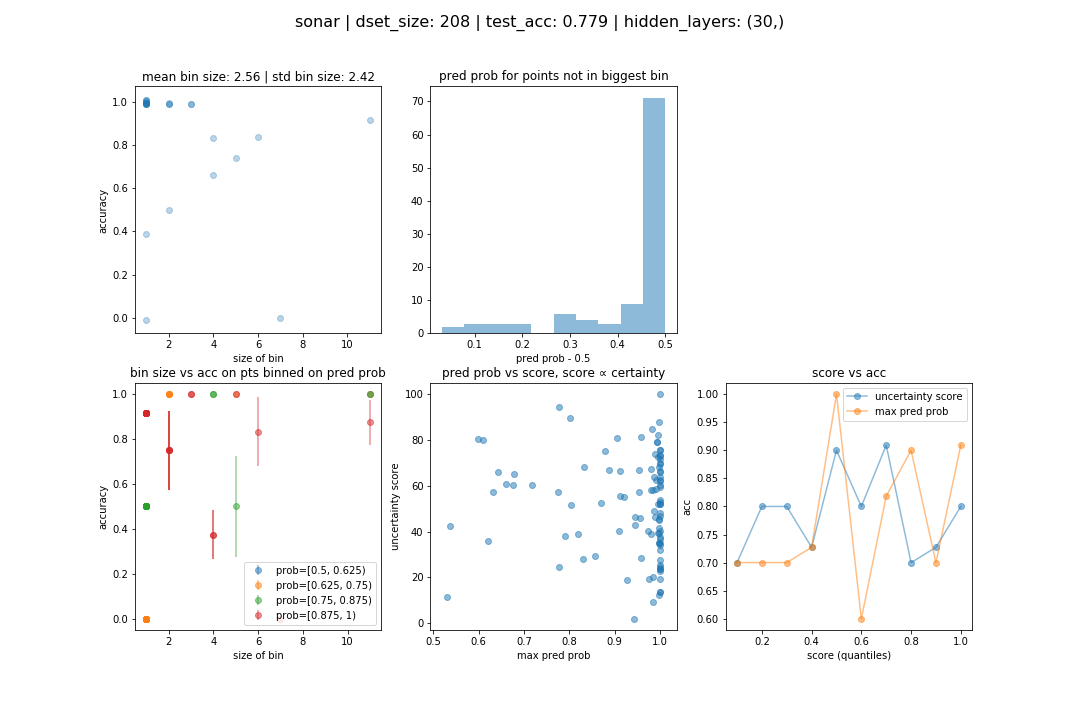 sonar | dset_size: 208 | test_acc: 0.779 | hidden_layers: (30,)
mean bin size: 2.56 | std bin size: 2.42
1.0
0.8
0.6
0.4
0.2
0.0
accuracy
2 4 6 8 10
size of bin
pred prob for points not in biggest bin
70
60
50
40
30
20
10
0
0.1 0.2 0.3 0.4 0.5
pred prob - 0.5
bin size vs acc on pts binned on pred prob
1.0
0.8
0.6
0.4
0.2
0.0
accuracy
prob=[0.5, 0.625)
prob=[0.625, 0.75)
prob=[0.75, 0.875)
prob=[0.875, 1)
2 4 6 8 10
size of bin
pred prob vs score, score ∝ certainty
100
80
60
40
20
0
uncertainty score
0.5 0.6 0.7 0.8 0.9 1.0
max pred prob
score vs acc
1.00
0.95
0.90
0.85
0.80
0.75
0.70
0.65
0.60
acc
uncertainty score
max pred prob
0.2 0.4 0.6 0.8 1.0
score (quantiles)